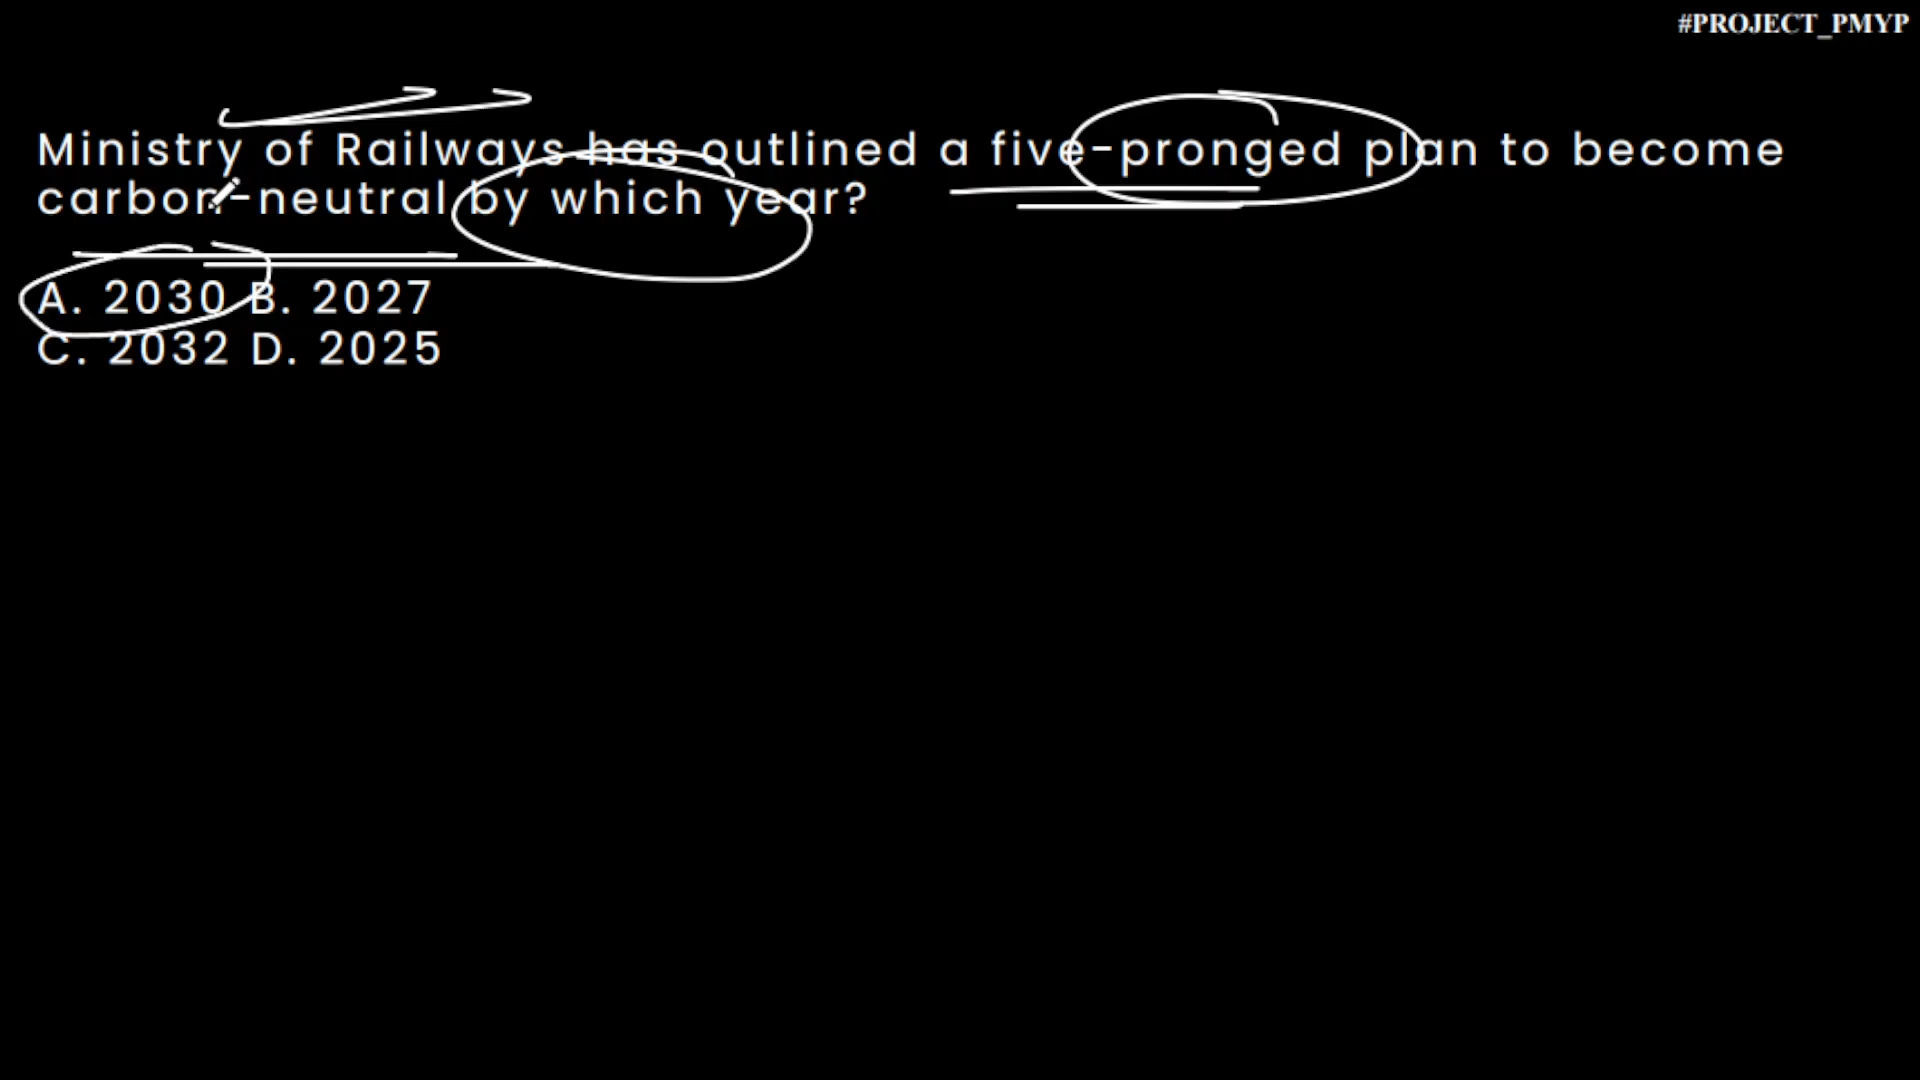 #PROJECT_PMYP
Ministry of Railways has outlined a five-pronged plan to become
carbon-neutral by which year?
A. 2030 B. 2027
C. 2032 D. 2025